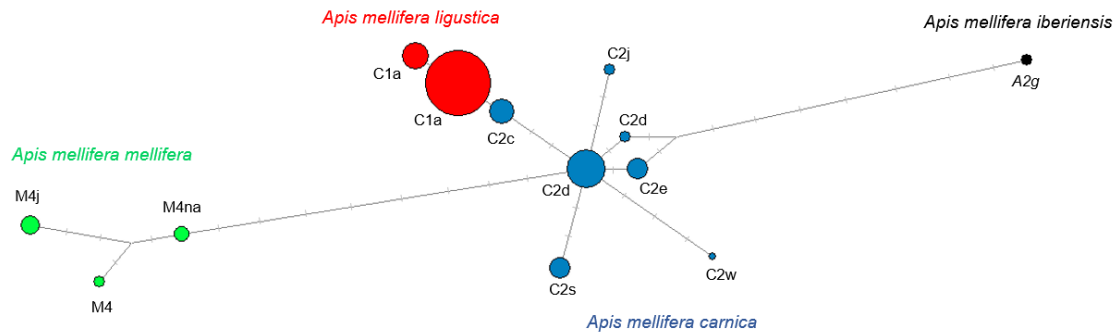 Apis mellifera ligustica
Apis mellifera iberiensis
C1a
C2j
A2g
C1a
C2d
C2c
Apis mellifera mellifera
C2d
C2e
M4j
M4na
C2w
C2s
M4
Apis mellifera carnica